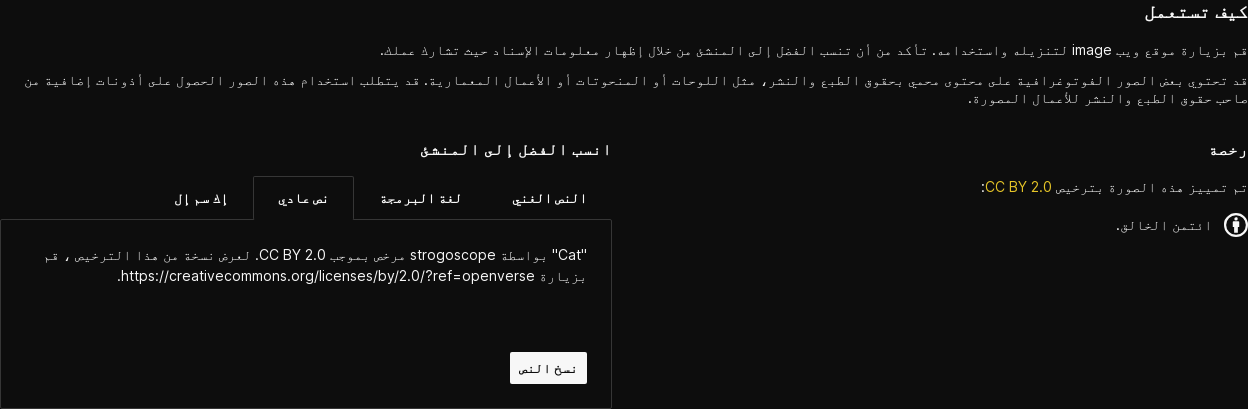 كيف تستعمل
قم بزيارة موقع ويب image لتنزيله واستخدامه. تأكد من أن تنسب الفضل إلى المنشئ من خلال إظهار معلومات الإسناد حيث تشارك عملك.
قد تحتوي بعض الصور الفوتوغرافية على محتوى محمي بحقوق الطبع والنشر، مثل اللوحات أو المنحوتات أو الأعمال المعمارية. قد يتطلب استخدام هذه الصور الحصول على أذونات إضافية من
صاحب حقوق الطبع والنشر للأعمال المصورة.
رخصة
تم تمييز هذه الصورة بترخيص CC BY 2.0:
ائتمن الخالق.
انسب الفضل إلى المنشئ
النص الغني
لغة البرمجة
نص عادي
إك سم إل
"Cat" بواسطة strogoscope مرخص بموجب CC BY 2.0. لعرض نسخة من هذا الترخيص ، قم
بزيارة https://creativecommons.org/licenses/by/2.0/?ref=openverse.
نسخ النص